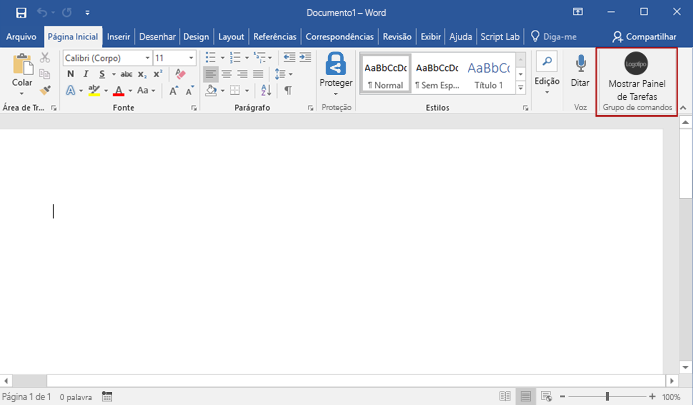 Documento1 – Word
Arquivo Página Inicial Inserir Desenhar Design Layout Referências Correspondências Revisão Exibir Ajuda Script Lab Diga-me Compartilhar
Calibri (Corpo) 11
N I S abc x₂ x²
A A Aa A A
Colar
Proteger
AaBbCcDc AaBbCcDc AaBbCc
¶ Normal ¶ Sem Esp... Título 1
Edição
Ditar
Logotipo
Mostrar Painel
de Tarefas
Área de Tr... Fonte Parágrafo Proteção Estilos Voz Grupo de comandos
Página 1 de 1 0 palavra 100%